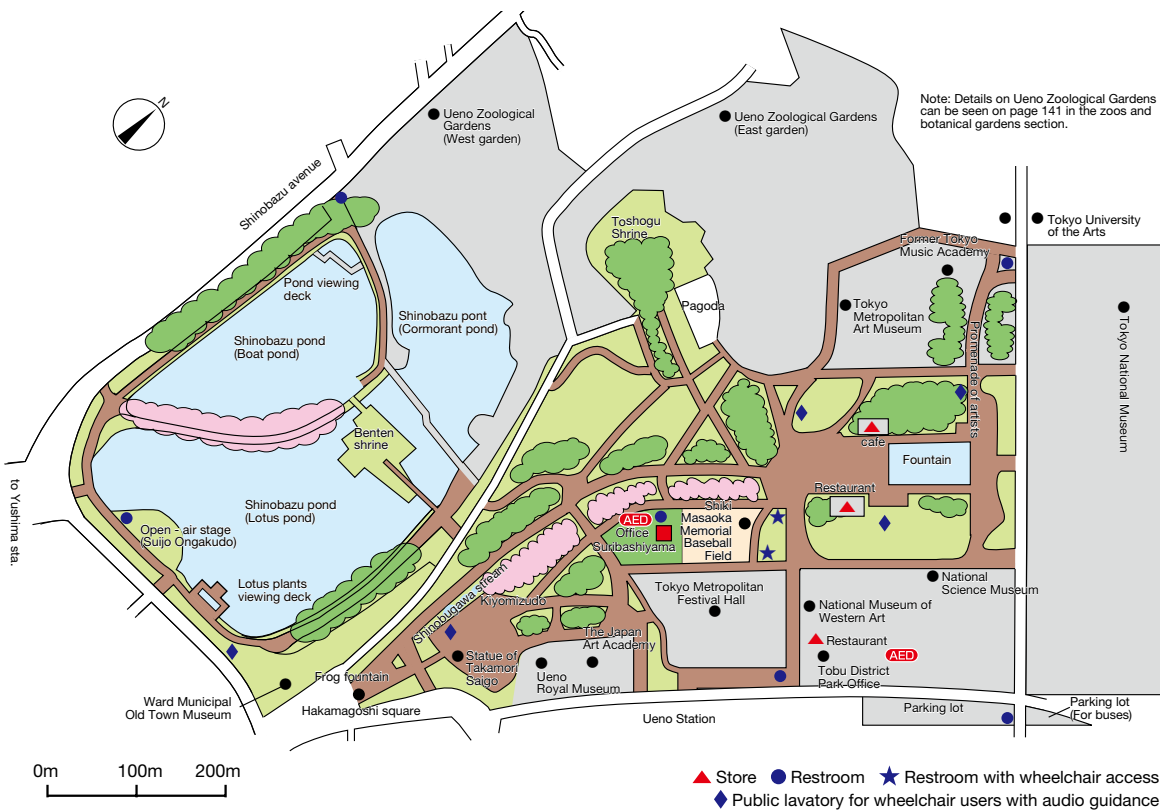 N
Note: Details on Ueno Zoological Gardens
can be seen on page 141 in the zoos and
botanical gardens section.
Ueno Zoological
Gardens
(West garden)
Ueno Zoological Gardens
(East garden)
Shinobazu avenue
Toshogu
Shrine
Tokyo University
of the Arts
Former Tokyo
Music Academy
Pond viewing
deck
Shinobazu pont
(Cormorant pond)
Pagoda
Tokyo
Metropolitan
Art Museum
Promenade of artists
Tokyo National Museum
Shinobazu pond
(Boat pond)
Benten
shrine
cafe
Fountain
to Yushima sta.
Shinobazu pond
(Lotus pond)
Restaurant
Open - air stage
(Suijo Ongakudo)
AED
Office
Suribashiyama
Shiki
Masaoka
Memorial
Baseball
Field
Lotus plants
viewing deck
Shinobugawa stream
Kiyomizudo
Tokyo Metropolitan
Festival Hall
National
Science Museum
National Museum of
Western Art
The Japan
Art Academy
Restaurant
AED
Tobu District
Park Office
Statue of
Takamori
Saigo
Ueno
Royal Museum
Frog fountain
Ward Municipal
Old Town Museum
Hakamagoshi square
Ueno Station
Parking lot
Parking lot
(For buses)
0m 100m 200m
Store Restroom Restroom with wheelchair access
Public lavatory for wheelchair users with audio guidance